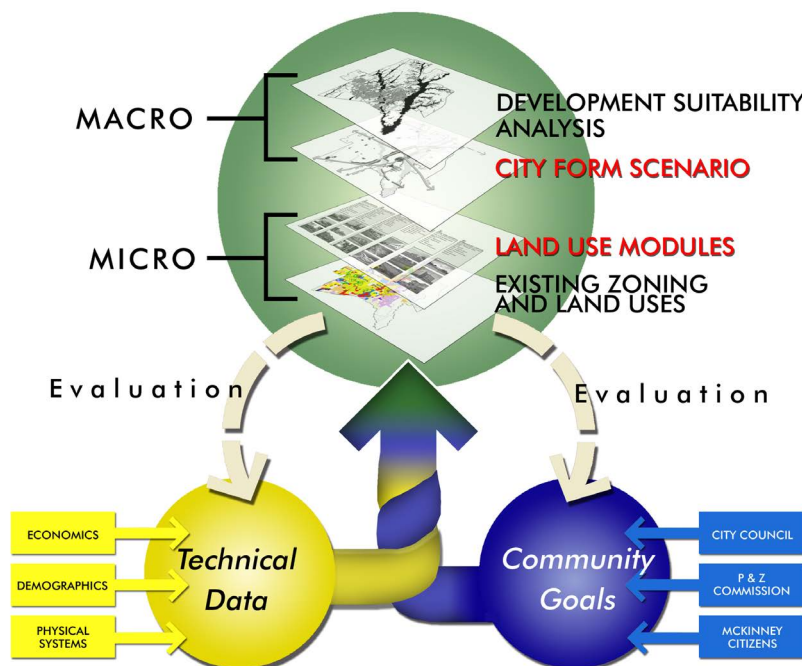 MACRO
DEVELOPMENT SUITABILITY
ANALYSIS
CITY FORM SCENARIO
MICRO
LAND USE MODULES
EXISTING ZONING
AND LAND USES
Evaluation
Evaluation
ECONOMICS
DEMOGRAPHICS
PHYSICAL
SYSTEMS
Technical
Data
Community
Goals
CITY COUNCIL
P & Z
COMMISSION
MCKINNEY
CITIZENS